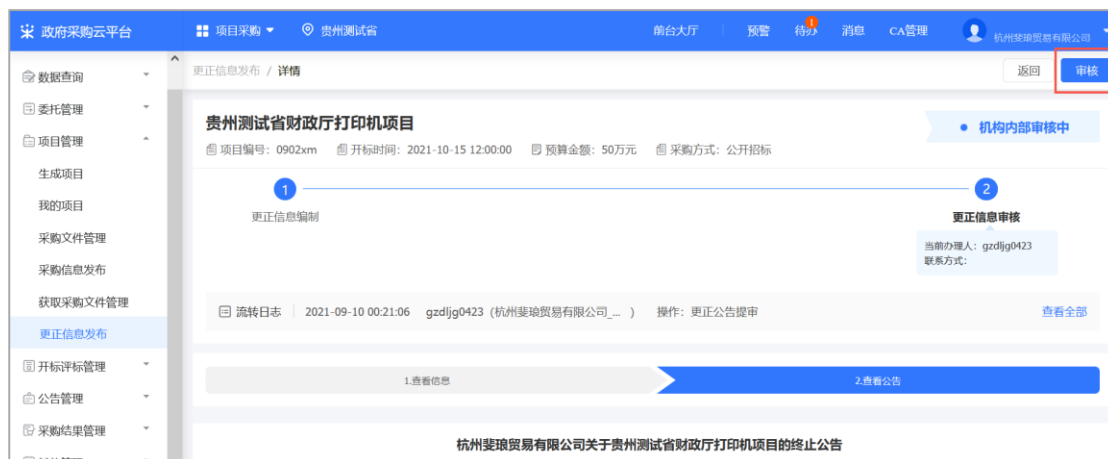 政府采购云平台 项目采购 贵州测试省 前台大厅 预警 待办 1 消息 CA管理 杭州斐琅贸易有限公司
数据查询
委托管理
项目管理
生成项目
我的项目
采购文件管理
采购信息发布
获取采购文件管理
更正信息发布
开标评标管理
公告管理
采购结果管理
更正信息发布 / 详情 返回 审核
贵州测试省财政厅打印机项目 机构内部审核中
项目编号：0902xm 开标时间：2021-10-15 12:00:00 预算金额：50万元 采购方式：公开招标
1 2
更正信息编制 更正信息审核
当前办理人：gzdljg0423
联系方式：
流转日志 2021-09-10 00:21:06 gzdljg0423（杭州斐琅贸易有限公司_... ） 操作：更正公告提审 查看全部
1.查看信息 2.查看公告
杭州斐琅贸易有限公司关于贵州测试省财政厅打印机项目的终止公告